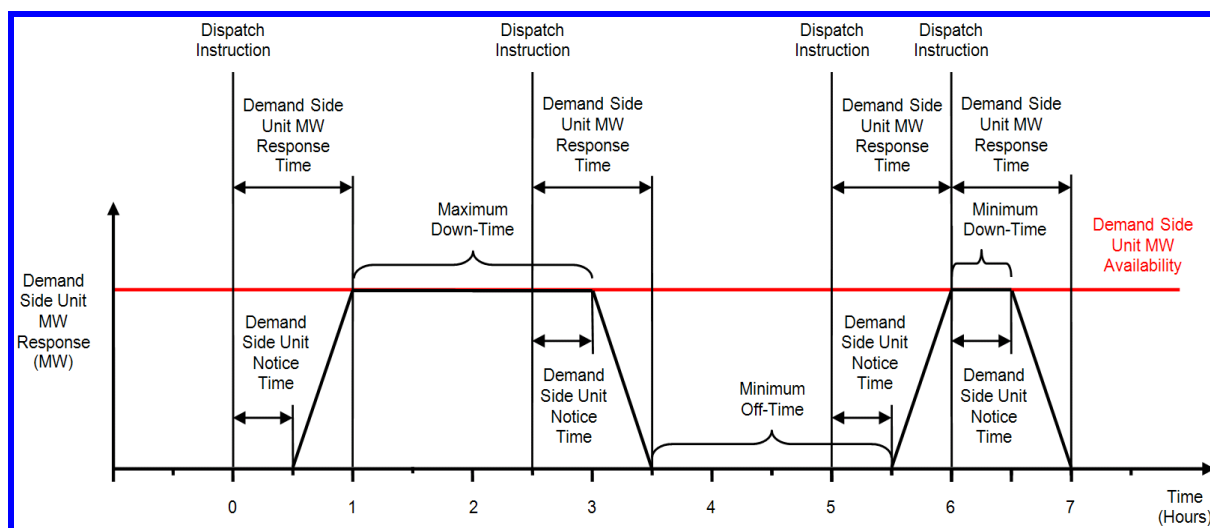 Dispatch
Instruction
Dispatch
Instruction
Dispatch
Instruction
Dispatch
Instruction
Demand Side
Unit MW
Response
Time
Demand Side
Unit MW
Response
Time
Demand Side
Unit MW
Response
Time
Demand Side
Unit MW
Response
Time
Maximum
Down-Time
Minimum
Down-Time
Demand Side
Unit MW
Availability
Demand
Side Unit
MW
Response
(MW)
Demand
Side Unit
Notice
Time
Demand
Side Unit
Notice
Time
Minimum
Off-Time
Demand
Side Unit
Notice
Time
Demand
Side Unit
Notice
Time
0 1 2 3 4 5 6 7
Time
(Hours)